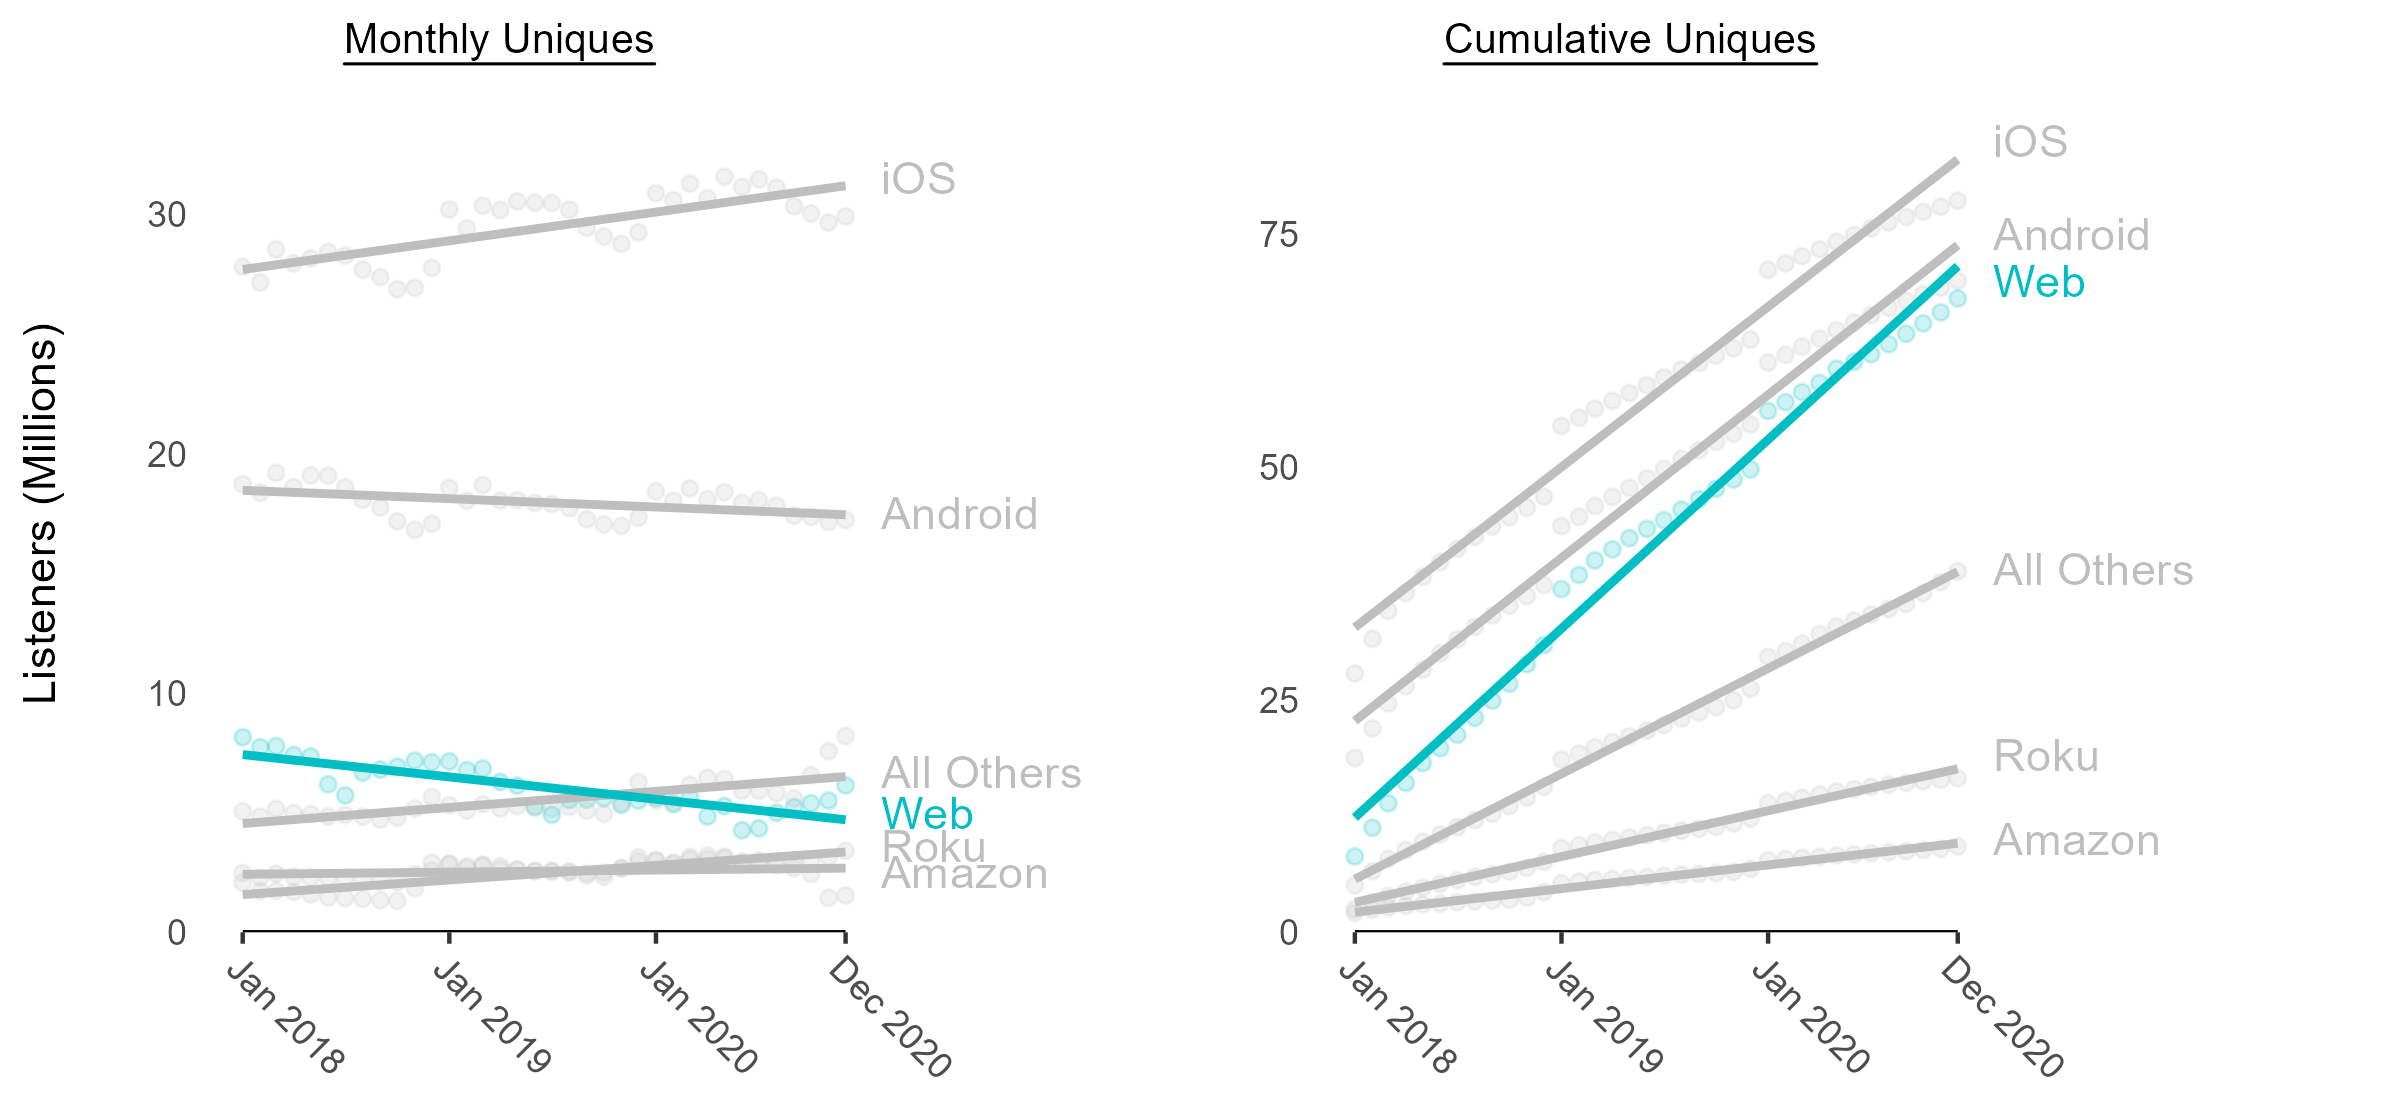 Monthly Uniques
Cumulative Uniques
Listeners (Millions)
30
20
10
0
iOS
Android
All Others
Web
Roku
Amazon
Jan 2018
Jan 2019
Jan 2020
Dec 2020
75
50
25
0
iOS
Android
Web
All Others
Roku
Amazon
Jan 2018
Jan 2019
Jan 2020
Dec 2020